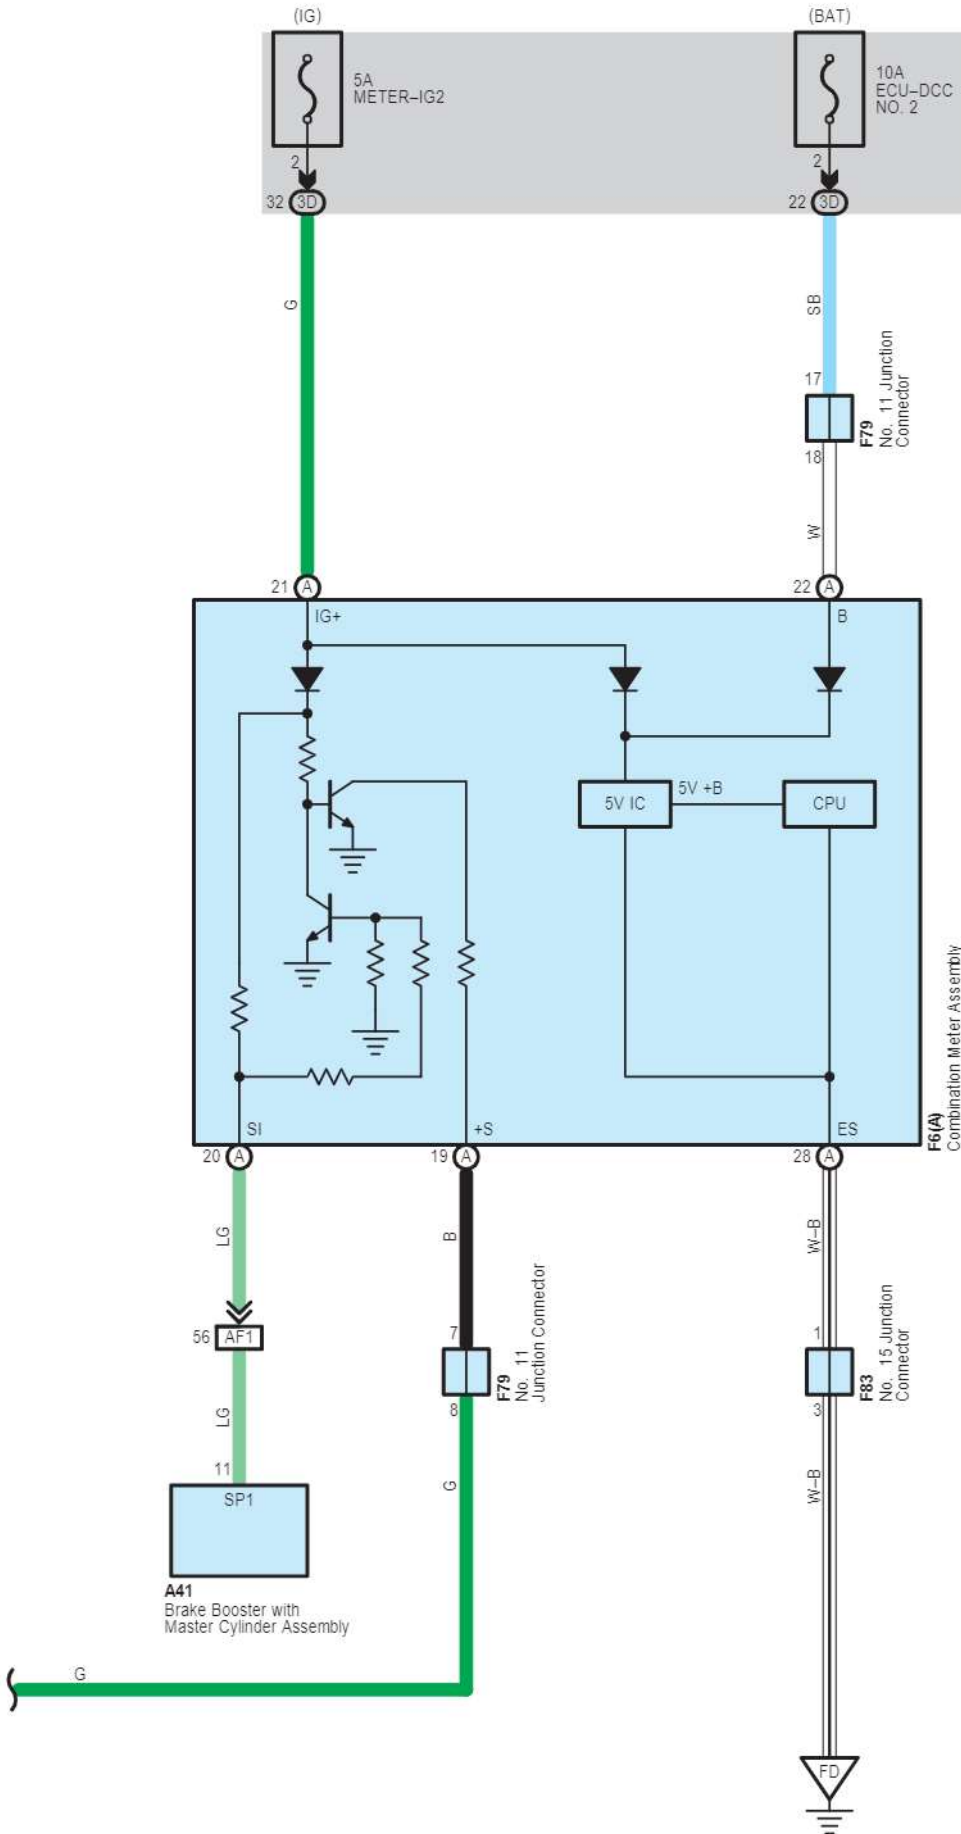 (IG)
(BAT)
5A
METER–IG2
10A
ECU–DCC
NO. 2
2
2
32
3D
22
3D
G
SB
17
F79
No. 11 Junction
Connector
18
W
21
A
22
A
IG+
B
5V IC
5V +B
CPU
F6(A)
Combination Meter Assembly
SI
+S
ES
20
A
19
A
28
A
LG
B
W–B
56
AF1
7
F79
No. 11
Junction Connector
8
1
F83
No. 15 Junction
Connector
3
LG
G
W–B
11
SP1
A41
Brake Booster with
Master Cylinder Assembly
G
FD